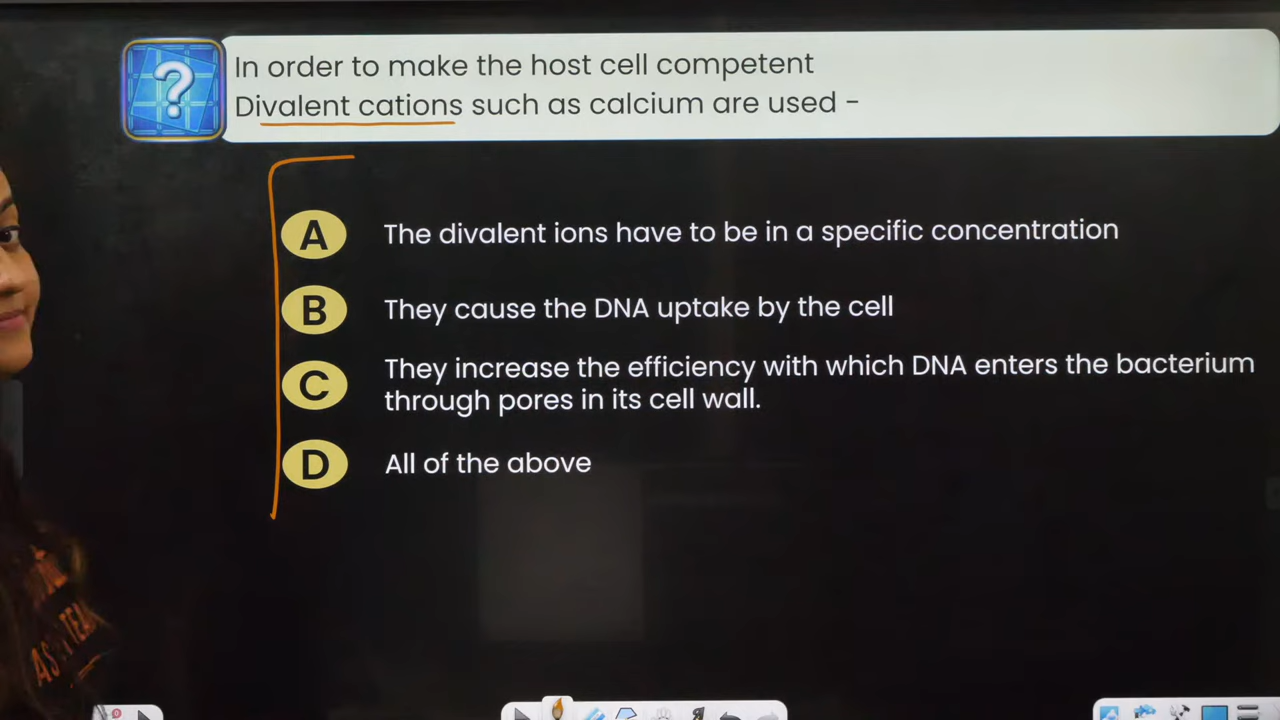 ?
In order to make the host cell competent
Divalent cations such as calcium are used -
A The divalent ions have to be in a specific concentration
B They cause the DNA uptake by the cell
C They increase the efficiency with which DNA enters the bacterium
through pores in its cell wall.
D All of the above